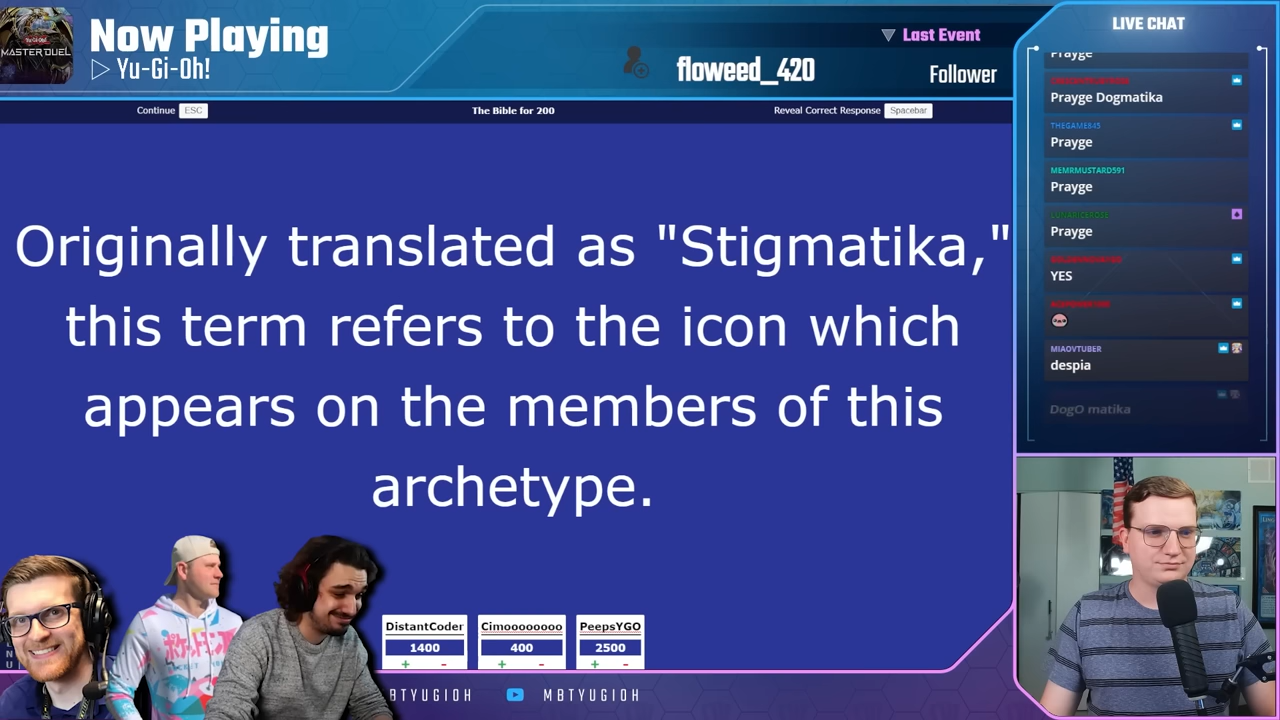 MASTER DUEL
Now Playing
Yu-Gi-Oh!
Last Event
floweed_420
Follower
LIVE CHAT
Continue ESC
The Bible for 200
Reveal Correct Response Spacebar
Originally translated as "Stigmatika,"
this term refers to the icon which
appears on the members of this
archetype.
Prayge
Prayge Dogmatika
THEGAME845
Prayge
MEMRMUSTARD591
Prayge
Prayge
YES
MIAOVTUBER
despia
DogO matika
DistantCoder
1400
+ -
Cimoooooooo
400
+ -
PeepsYGO
2500
+ -
BTYUGIOH
MBTYUGIOH